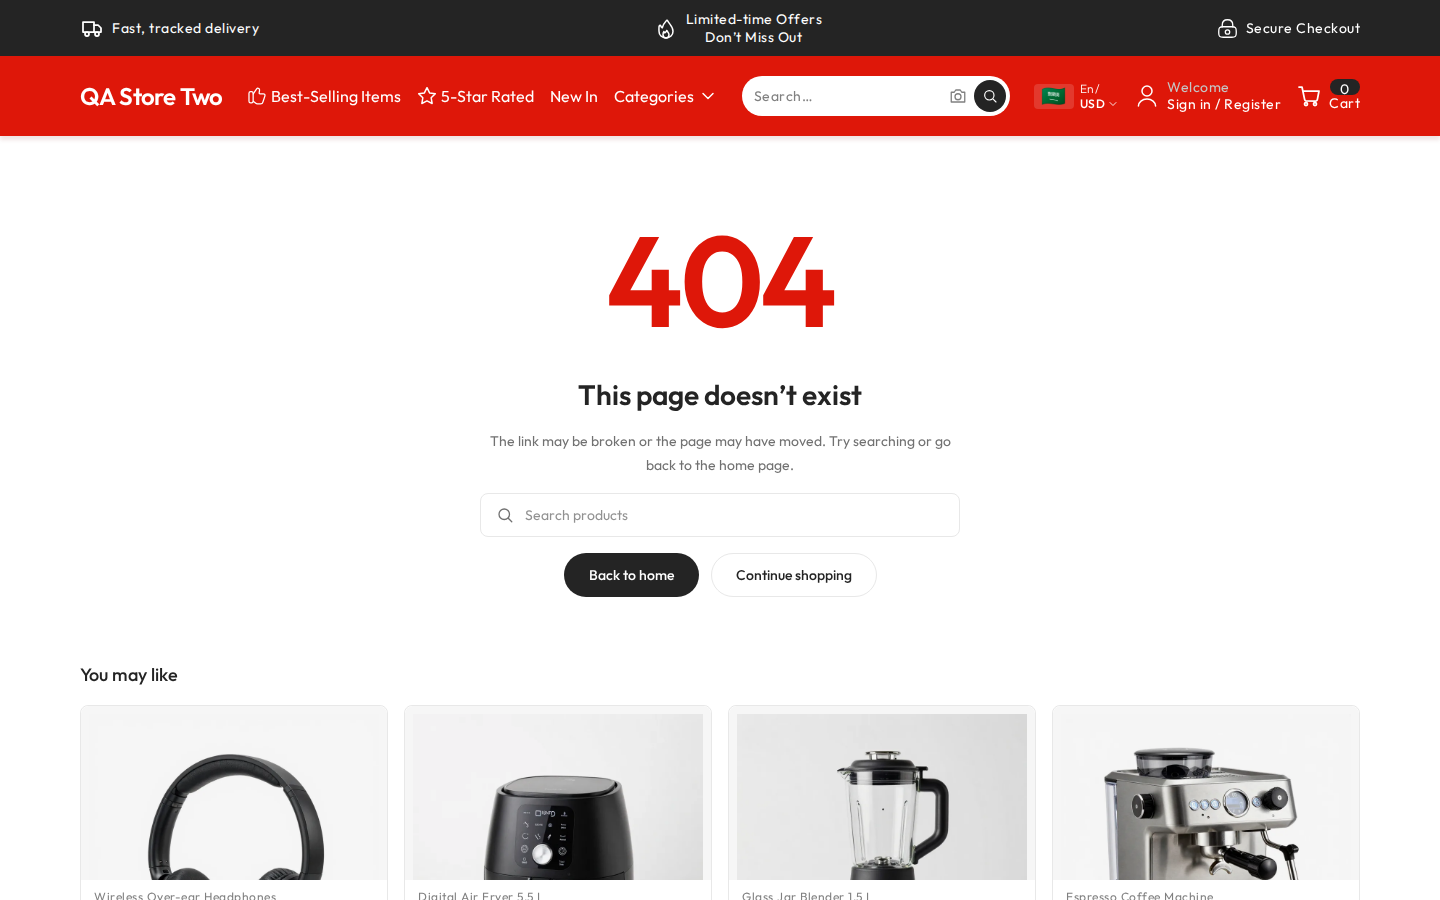 Fast, tracked delivery
Limited-time Offers
Don’t Miss Out
Secure Checkout
QA Store Two
Best-Selling Items
5-Star Rated
New In
Categories
Search...
En/
USD
Welcome
Sign in / Register
0
Cart
404
This page doesn’t exist
The link may be broken or the page may have moved. Try searching or go
back to the home page.
Search products
Back to home
Continue shopping
You may like
Wireless Over-ear Headphones
Digital Air Fryer 5.5 L
Glass Jar Blender 1.5 L
Espresso Coffee Machine